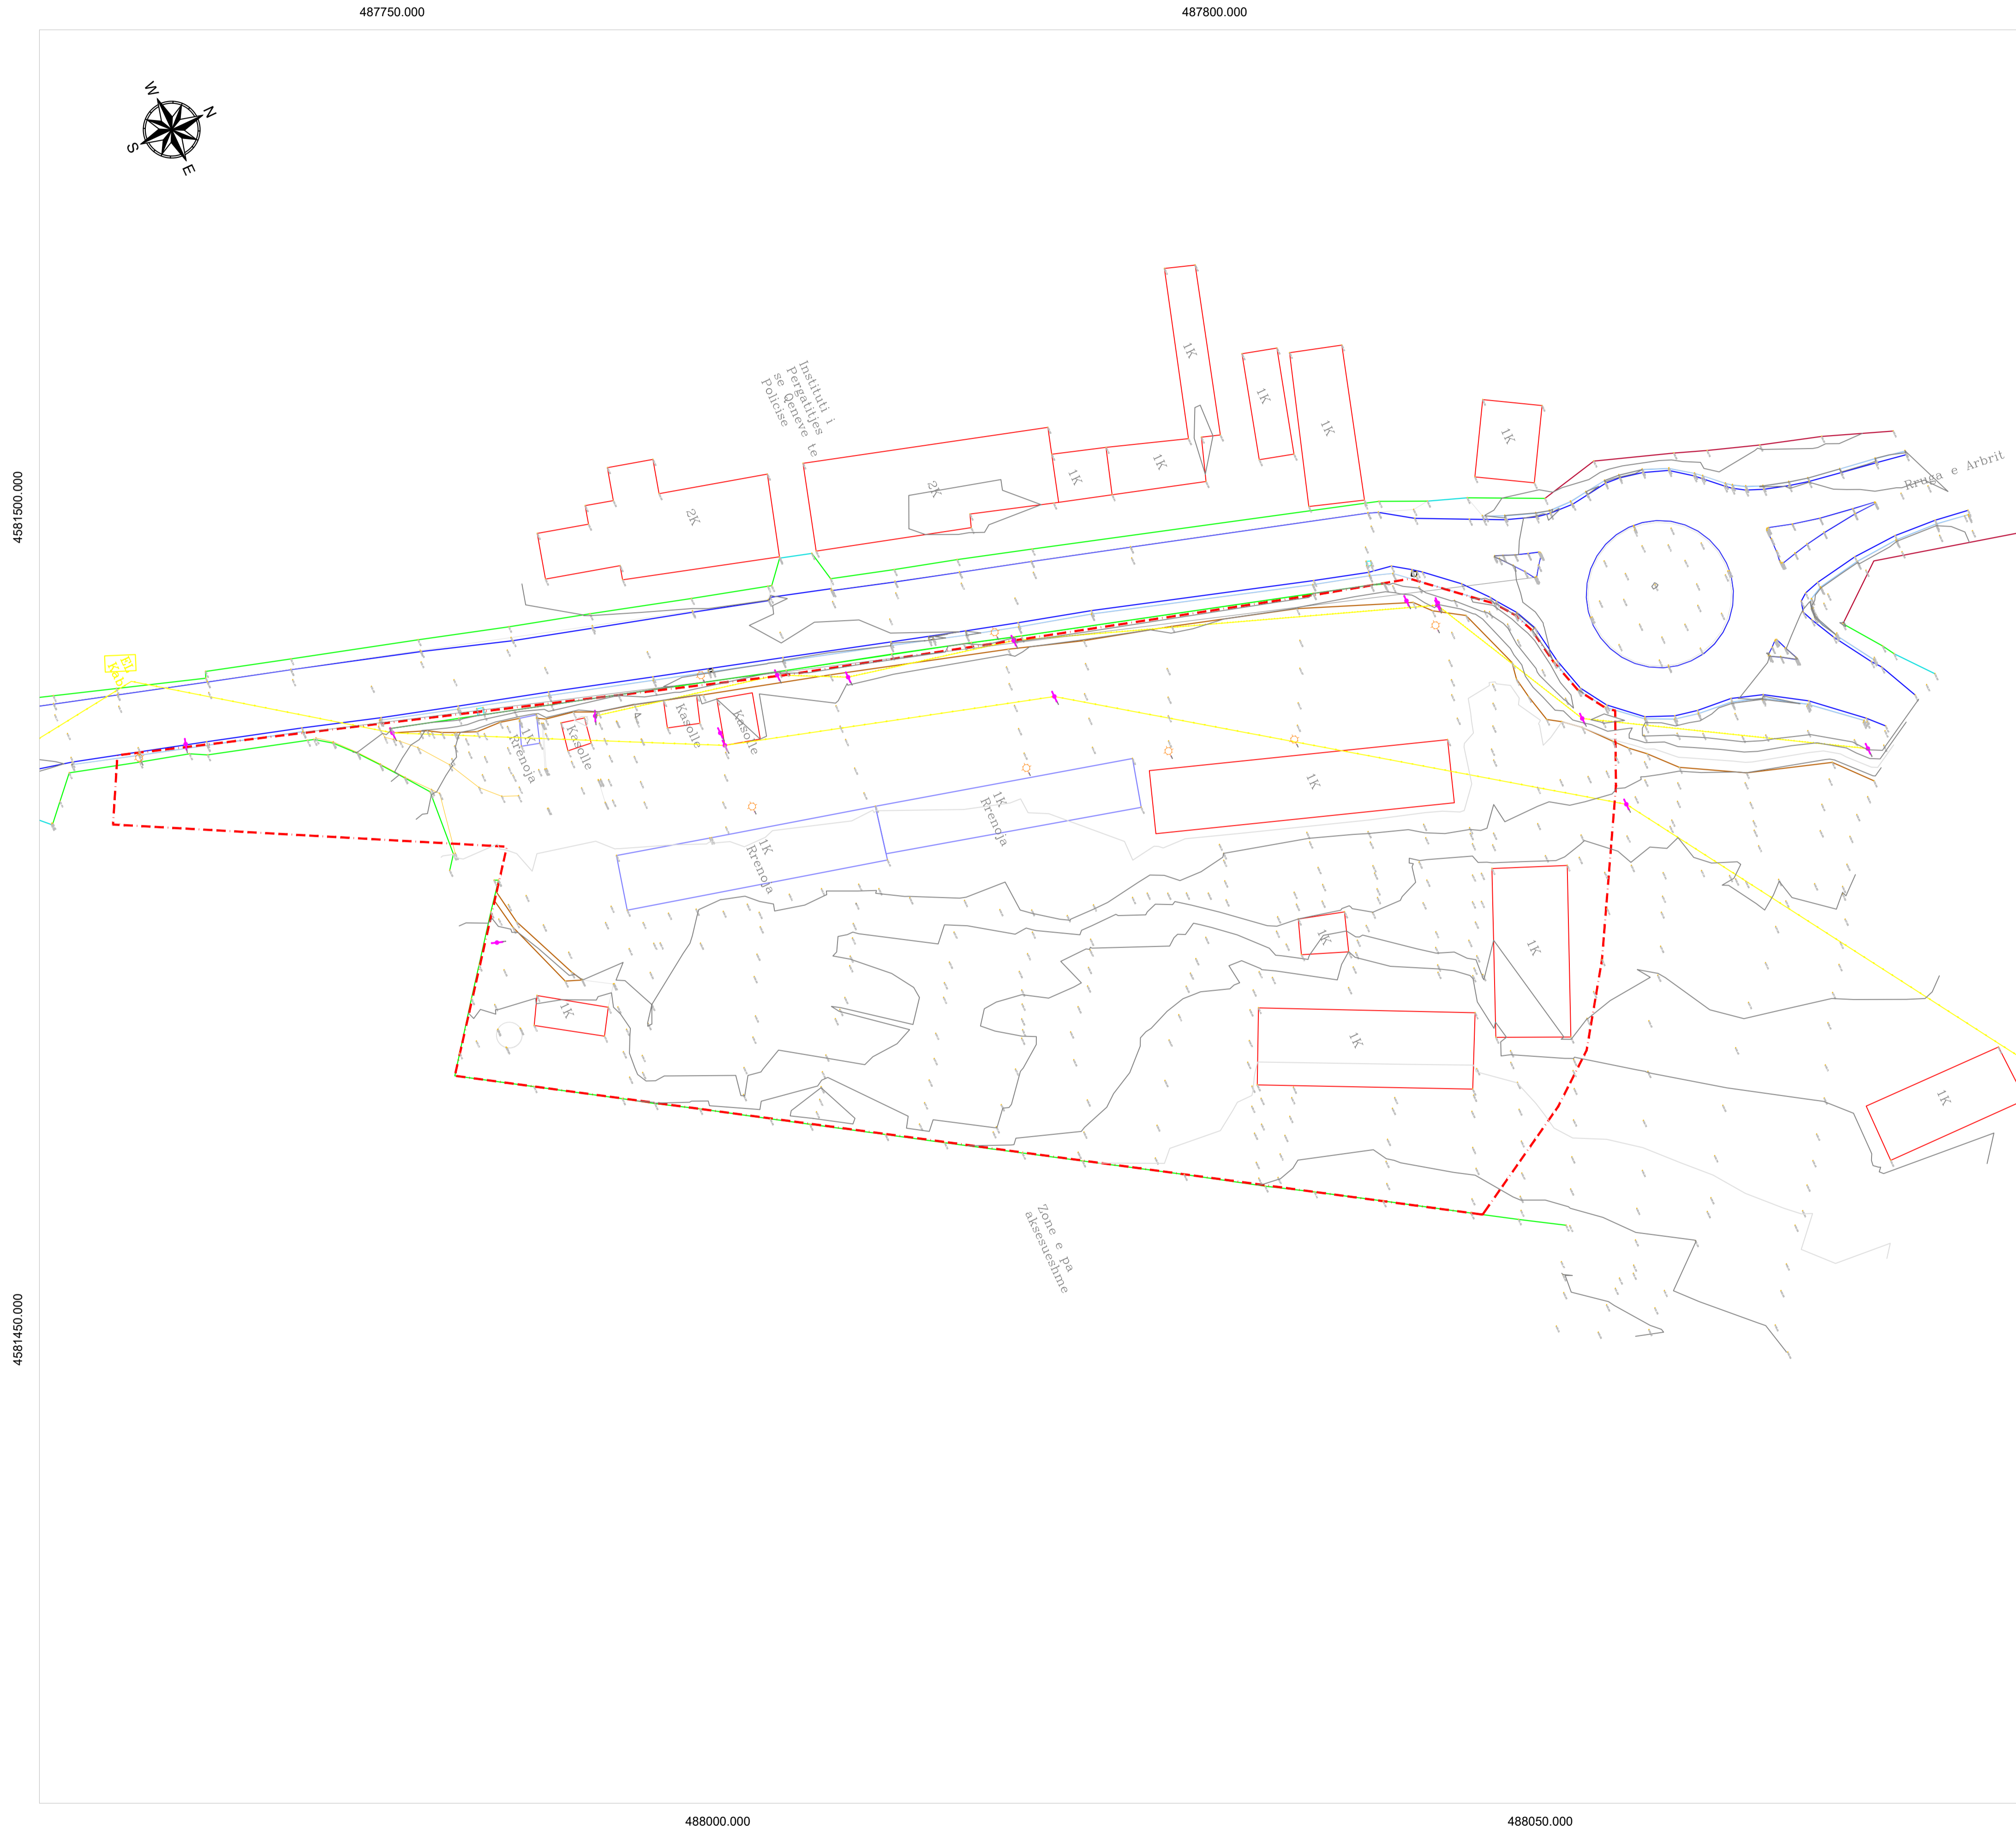 487750.000
487800.000
W
N
S
E
4581500.000
4581450.000
1K
1K
1K
1K
Instituti i
Pergatitjes
se Qeneve te
Policise
2K
2K
1K
1K
Rruga e Arbrit
Kabine
El
1K
Rrenoja
Kasolle
Kasolle
Kasolle
1K
Rrenoja
1K
Rrenoja
1K
1K
1K
1K
1K
1K
Zone e pa
aksesueshme
488000.000
488050.000